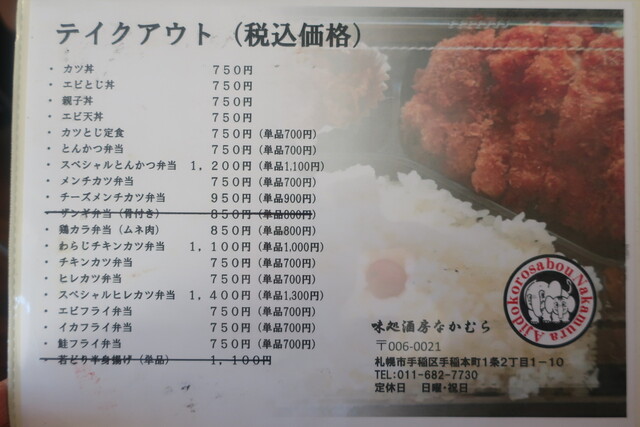 テイクアウト（税込価格）
・カツ丼 ７５０円
・エビとじ丼 ７５０円
・親子丼 ７５０円
・エビ天丼 ７５０円
・カツとじ定食 ７５０円（単品700円）
・とんかつ弁当 ７５０円（単品700円）
・スペシャルとんかつ弁当 １，２００円（単品1,100円）
・メンチカツ弁当 ７５０円（単品700円）
・チーズメンチカツ弁当 ９５０円（単品900円）
・ザンギ弁当（骨付き） ８５０円（単品800円）
・鶏カラ弁当（ムネ肉） ８５０円（単品800円）
・わらじチキンカツ弁当 １，１００円（単品1,000円）
・チキンカツ弁当 ７５０円（単品700円）
・ヒレカツ弁当 ７５０円（単品700円）
・スペシャルヒレカツ弁当 １，４００円（単品1,300円）
・エビフライ弁当 ７５０円（単品700円）
・イカフライ弁当 ７５０円（単品700円）
・鮭フライ弁当 ７５０円（単品700円）
・若どり半身揚げ（単品） １，１００円
Ajidokorosabou Nakamura
味処酒房なかむら
〒006-0021
札幌市手稲区手稲本町１条２丁目１－１０
TEL:011-682-7730
定休日 日曜・祝日